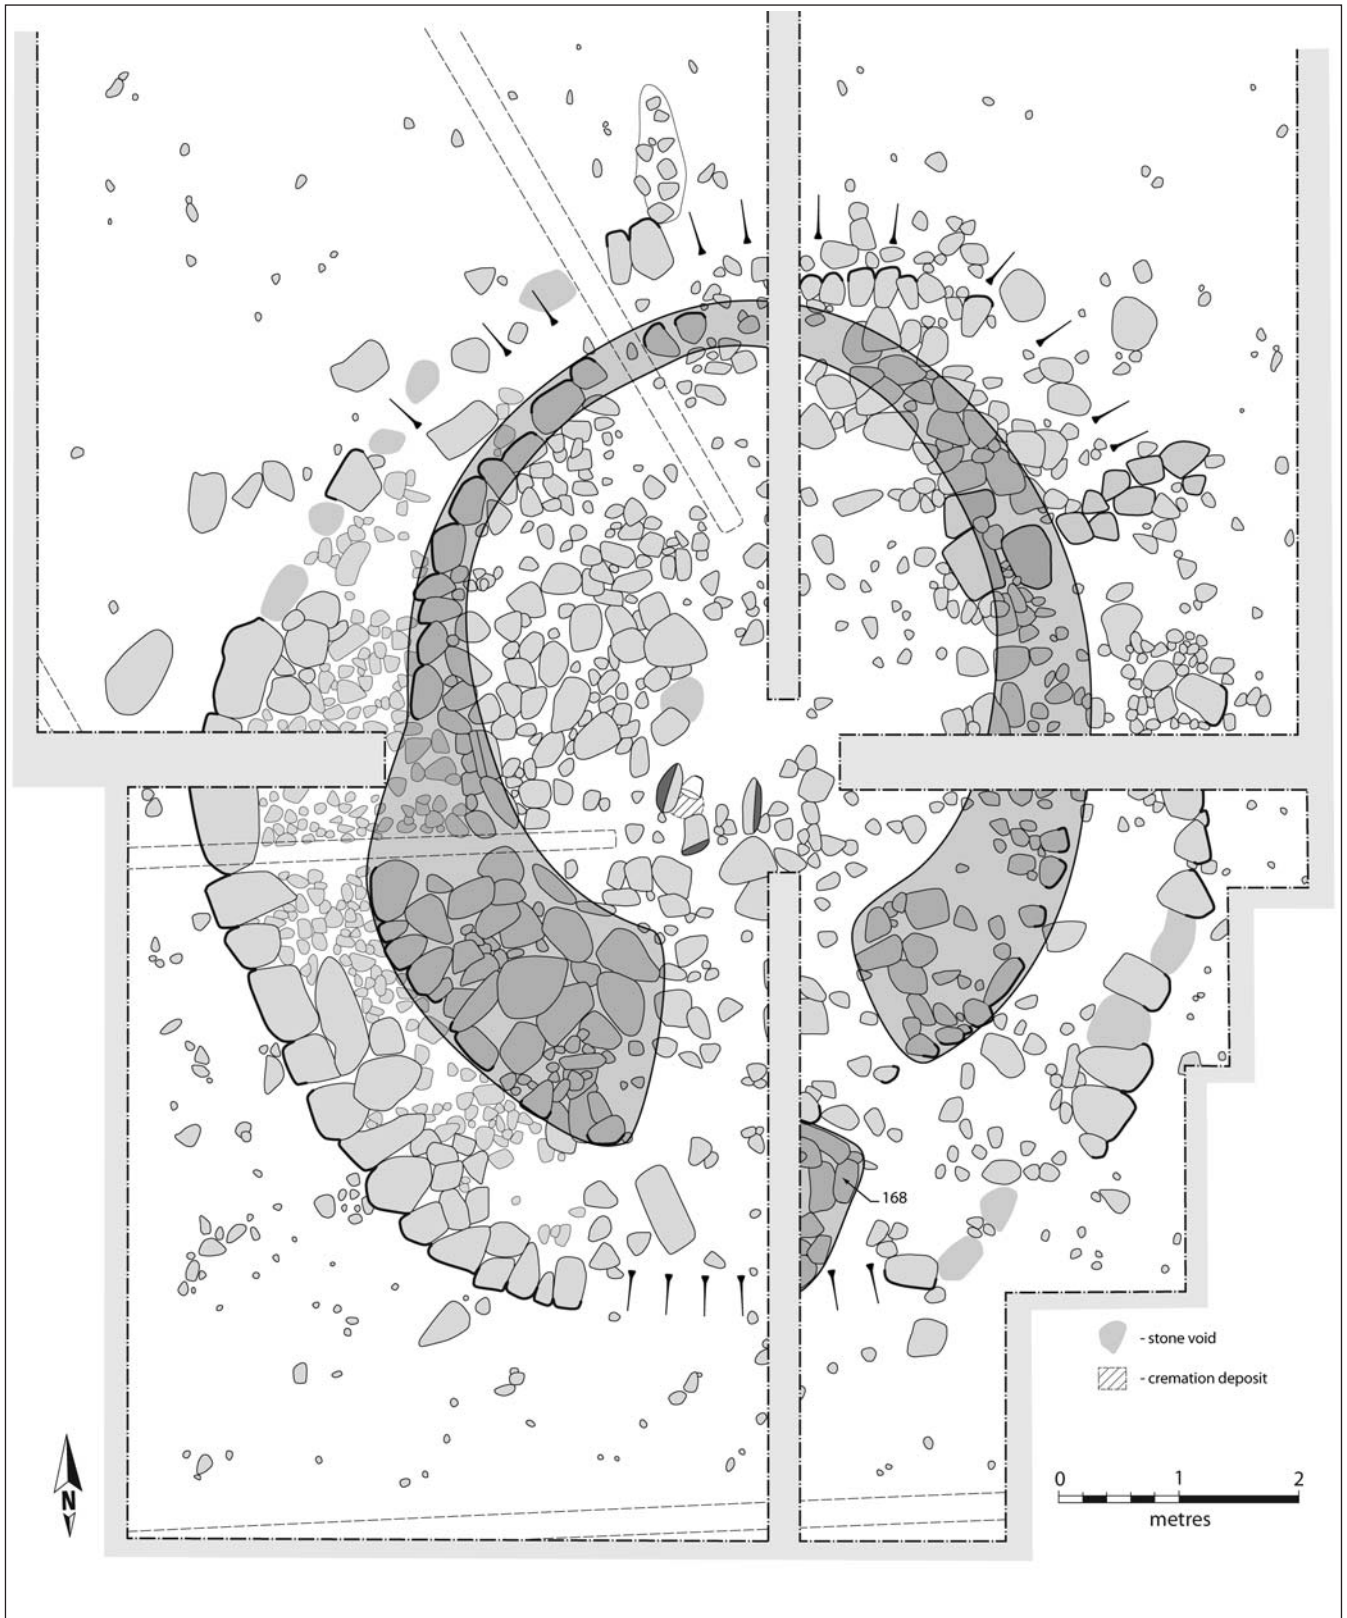 168
- stone void
- cremation deposit
N
0 1 2
metres